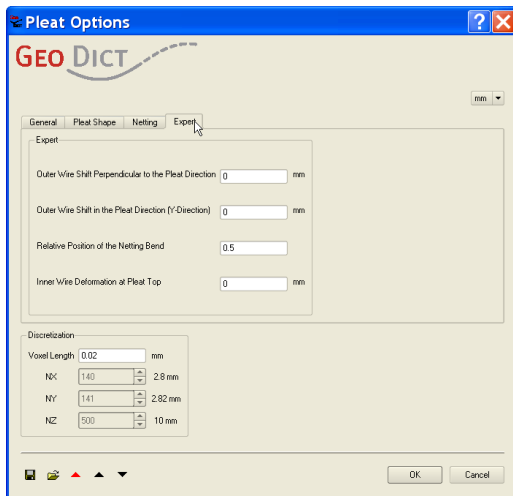 Pleat Options
GEO DICT
mm
General Pleat Shape Netting Expert
Expert
Outer Wire Shift Perpendicular to the Pleat Direction 0 mm
Outer Wire Shift in the Pleat Direction (Y-Direction) 0 mm
Relative Position of the Netting Bend 0.5
Inner Wire Deformation at Pleat Top 0 mm
Discretization
Voxel Length 0.02 mm
NX 140 2.8 mm
NY 141 2.82 mm
NZ 500 10 mm
OK Cancel